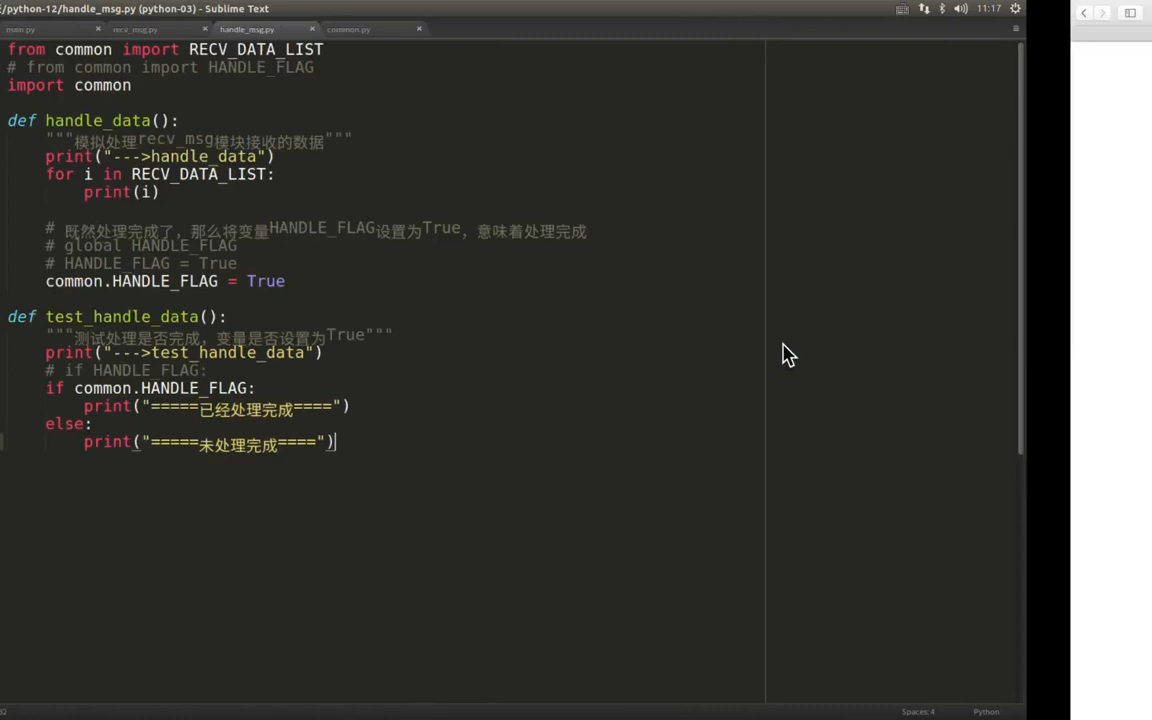 /python-12/handle_msg.py (python-03) - Sublime Text
11:17
main.py
recv_msg.py
handle_msg.py
common.py
from common import RECV_DATA_LIST
# from common import HANDLE_FLAG
import common
def handle_data():
"""模拟处理recv_msg模块接收的数据"""
print("--->handle_data")
for i in RECV_DATA_LIST:
print(i)
# 既然处理完成了，那么将变量HANDLE_FLAG设置为True，意味着处理完成
# global HANDLE_FLAG
# HANDLE_FLAG = True
common.HANDLE_FLAG = True
def test_handle_data():
"""测试处理是否完成，变量是否设置为True"""
print("--->test_handle_data")
# if HANDLE_FLAG:
if common.HANDLE_FLAG:
print("=====已经处理完成====")
else:
print("=====未处理完成====")
32
Spaces: 4
Python